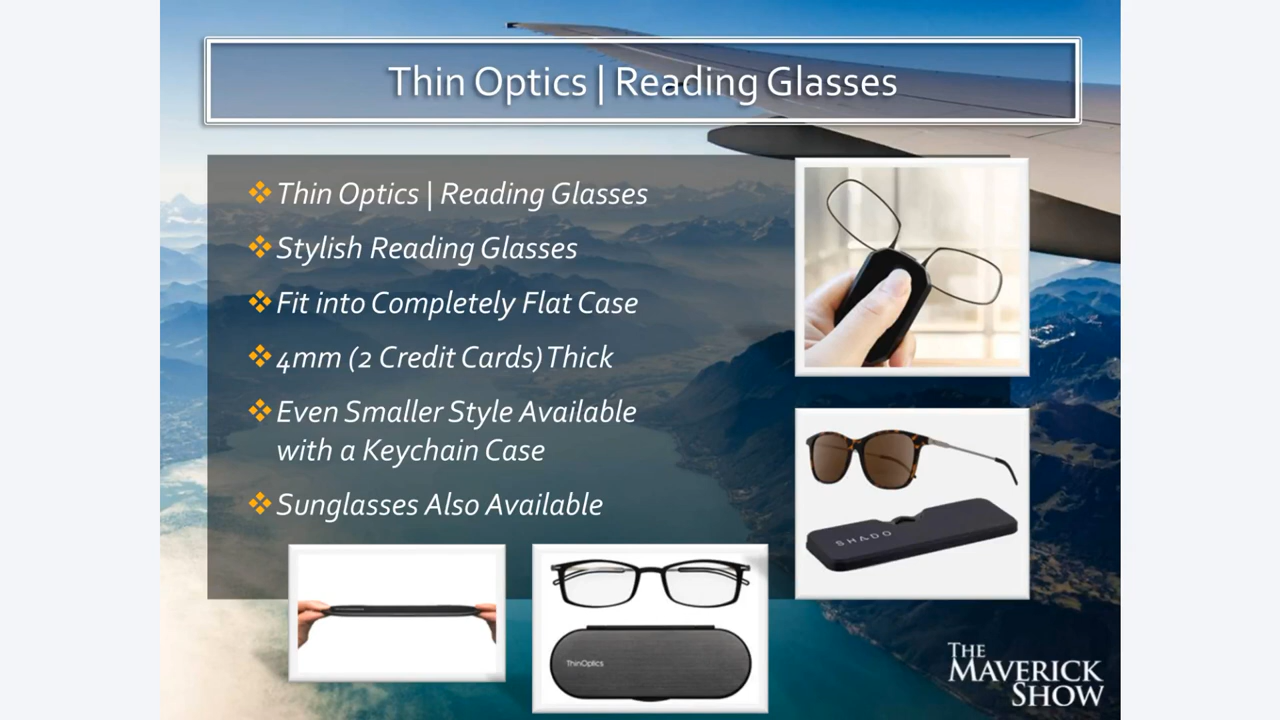 Thin Optics | Reading Glasses
Thin Optics | Reading Glasses
Stylish Reading Glasses
Fit into Completely Flat Case
4mm (2 Credit Cards) Thick
Even Smaller Style Available
with a Keychain Case
Sunglasses Also Available
SHADO
ThinOptics
THE
MAVERICK
SHOW